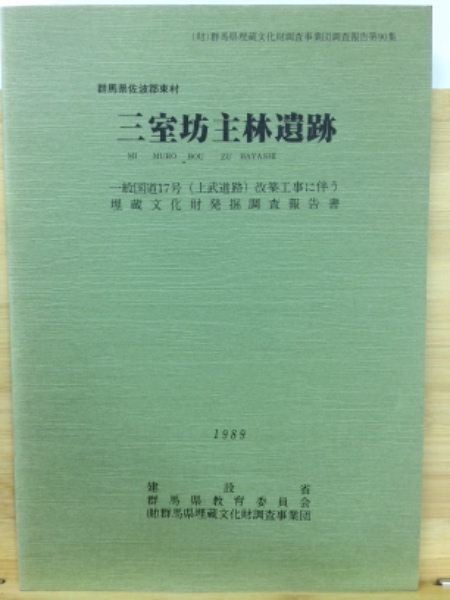 (財)群馬県埋蔵文化財調査事業団調査報告第90集
群馬県佐波郡東村
三室坊主林遺跡
MI MURO BOU ZU BAYASHI
一般国道17号（上武道路）改築工事に伴う
埋蔵文化財発掘調査報告書
1989
建設省
群馬県教育委員会
(財)群馬県埋蔵文化財調査事業団